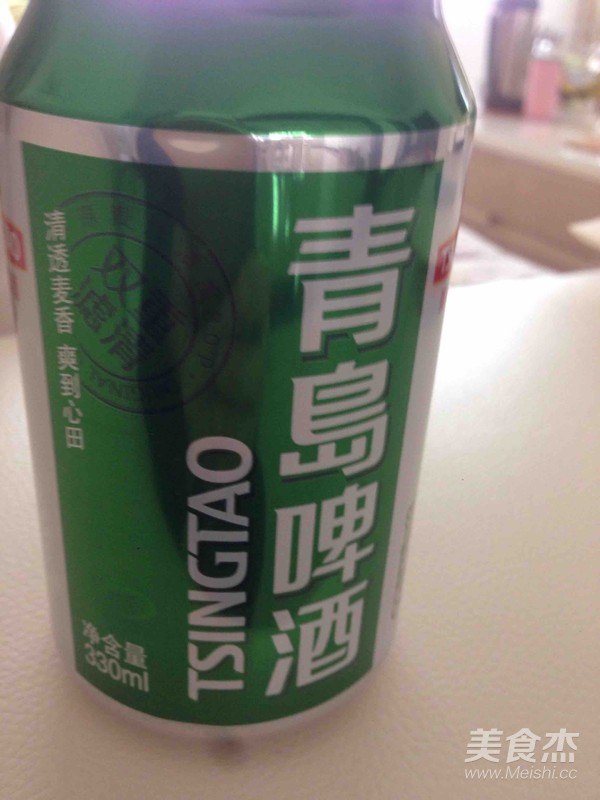 青島啤酒
TSINGTAO
清透麦香 爽到心田
净含量
330ml
美食杰
www.Meishi.cc